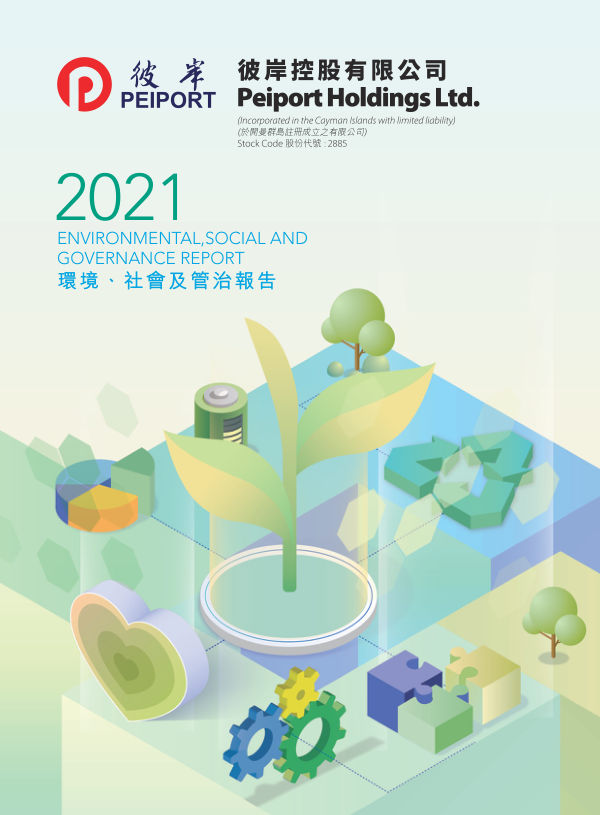 彼岸
PEIPORT
彼岸控股有限公司
Peiport Holdings Ltd.
(Incorporated in the Cayman Islands with limited liability)
(於開曼群島註冊成立之有限公司)
Stock Code 股份代號 : 2885
2021
ENVIRONMENTAL,SOCIAL AND
GOVERNANCE REPORT
環境、社會及管治報告